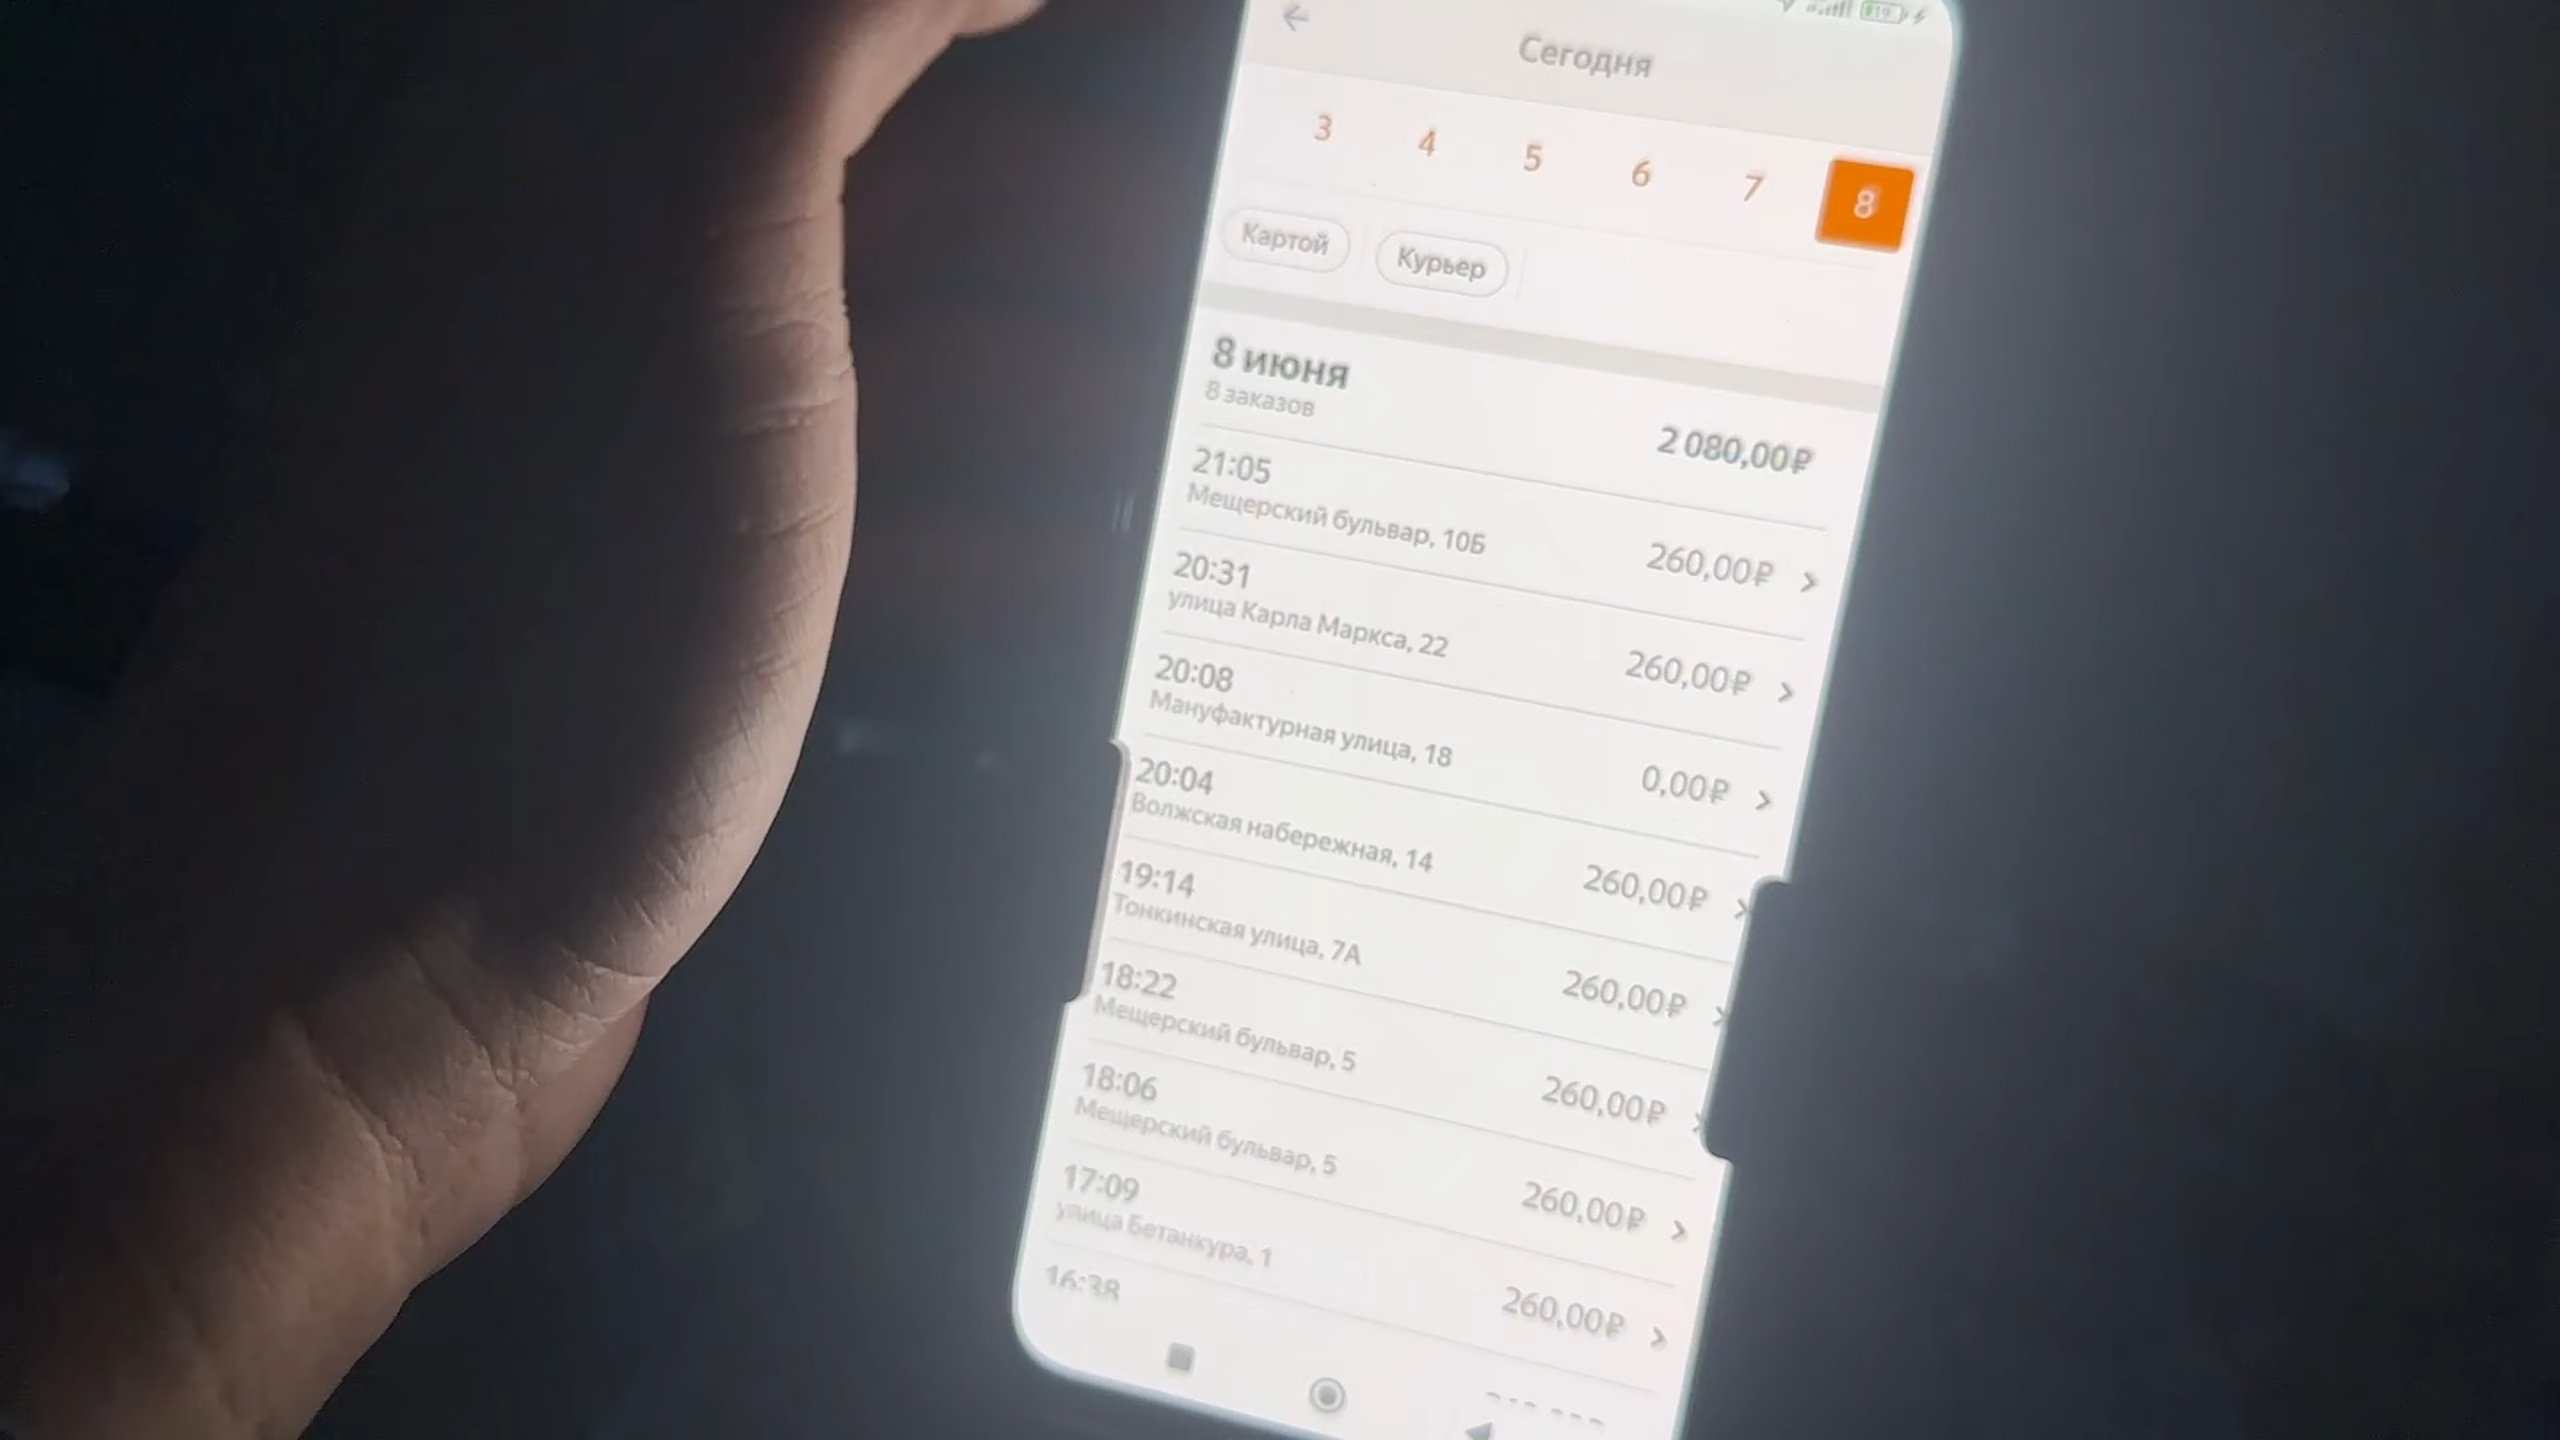 Сегодня
3 4 5 6 7 8
Картой Курьер
8 июня
8 заказов
2 080,00₽
21:05
Мещерский бульвар, 10Б
260,00₽
20:31
улица Карла Маркса, 22
260,00₽
20:08
Мануфактурная улица, 18
0,00₽
20:04
Волжская набережная, 14
260,00₽
19:14
Тонкинская улица, 7А
260,00₽
18:22
Мещерский бульвар, 5
260,00₽
18:06
Мещерский бульвар, 5
260,00₽
17:09
улица Бетанкура, 1
260,00₽
16:38